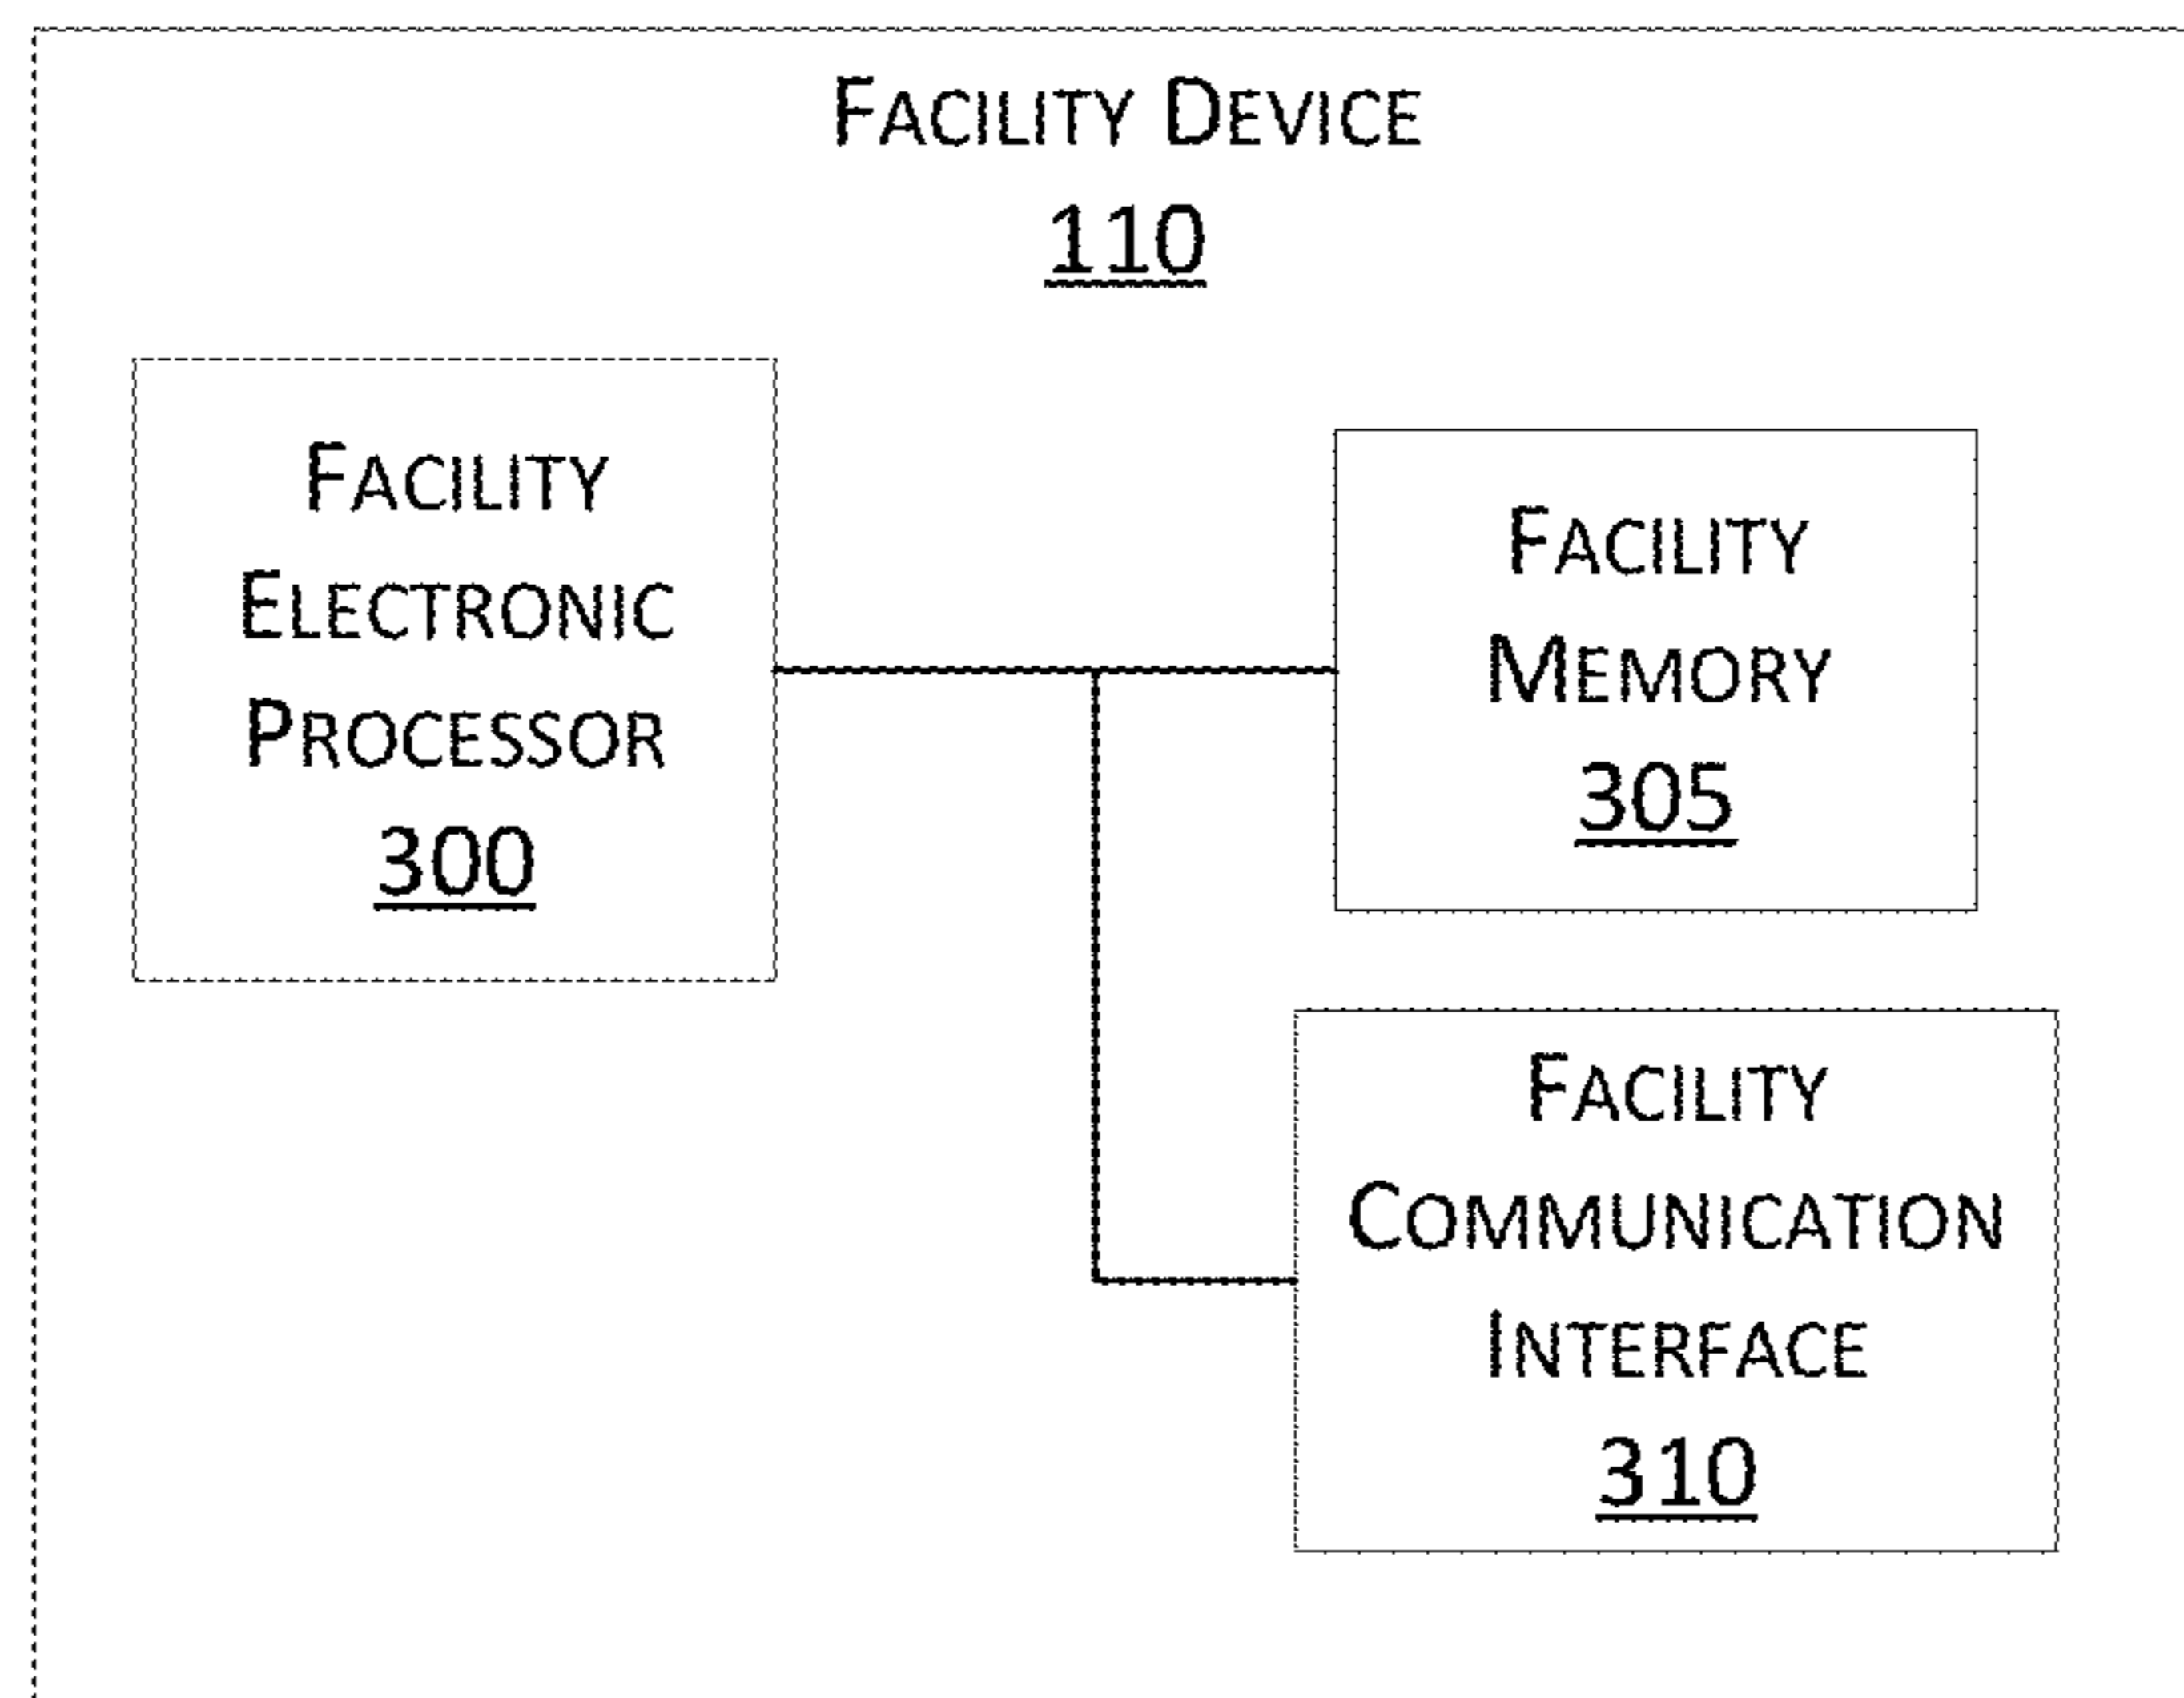 Facility Device
110
Facility
Electronic
Processor
300
Facility
Memory
305
Facility
Communication
Interface
310